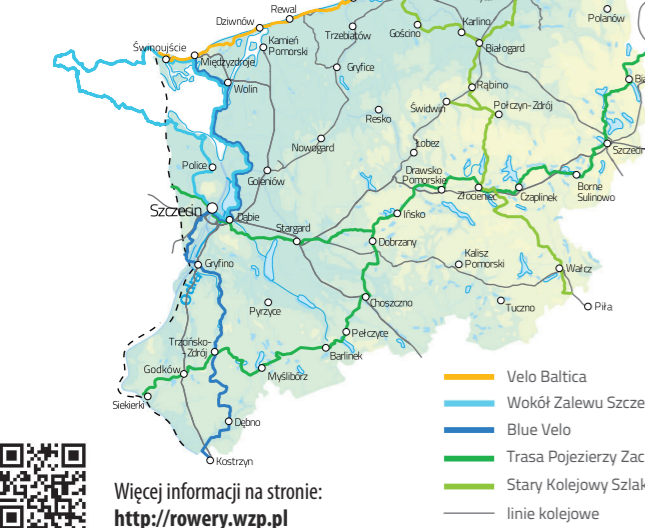 Rewal
Dziwnów
Karlino
Polanów
Trzebiatów
Gościno
Kamień
Pomorski
Białogard
Świnoujście
Międzyzdroje
Gryfice
Wolin
Rąbino
Świdwin
Połczyn-Zdrój
Resko
Nowogard
Łobez
Szczeci
Police
Goleniów
Drawsko
Pomorskie
Złocieniec
Czaplinek
Borne
Sulinowo
Szczecin
Dąbie
Stargard
Ińsko
Dobrzany
Kalisz
Pomorski
Wałcz
Gryfino
Odra
Choszczno
Tuczno
Piła
Pyrzyce
Pełczyce
Trzcińsko-
-Zdrój
Barlinek
Godków
Myślibórz
Siekierki
Velo Baltica
Wokół Zalewu Szcze
Dębno
Blue Velo
Trasa Pojezierzy Zac
Kostrzyn
Stary Kolejowy Szlak
linie kolejowe
Więcej informacji na stronie:
http://rowery.wzp.pl